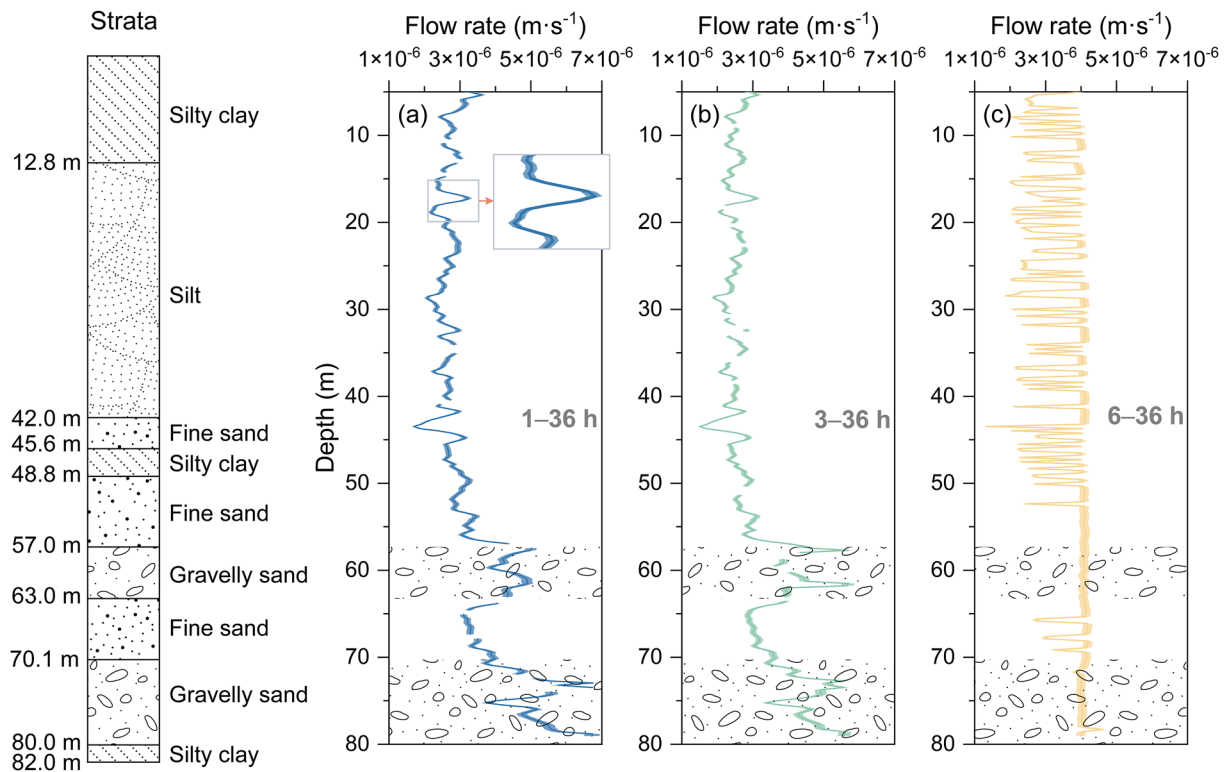 Strata
Silty clay
12.8 m
Silt
42.0 m
Fine sand
45.6 m
Silty clay
48.8 m
Fine sand
57.0 m
Gravelly sand
63.0 m
Fine sand
70.1 m
Gravelly sand
80.0 m
Silty clay
82.0 m
Flow rate (m·s⁻¹)
1×10⁻⁶ 3×10⁻⁶ 5×10⁻⁶ 7×10⁻⁶
(a)
Depth (m)
10
20
30
40
50
60
70
80
1–36 h
Flow rate (m·s⁻¹)
1×10⁻⁶ 3×10⁻⁶ 5×10⁻⁶ 7×10⁻⁶
(b)
10
20
30
40
50
60
70
80
3–36 h
Flow rate (m·s⁻¹)
1×10⁻⁶ 3×10⁻⁶ 5×10⁻⁶ 7×10⁻⁶
(c)
10
20
30
40
50
60
70
80
6–36 h